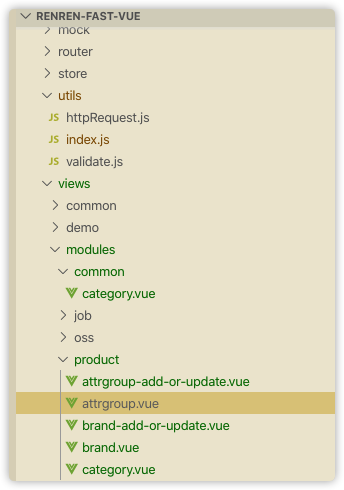 RENREN-FAST-VUE
mock
router
store
utils
JS httpRequest.js
JS index.js
JS validate.js
views
common
demo
modules
common
category.vue
job
oss
product
attrgroup-add-or-update.vue
attrgroup.vue
brand-add-or-update.vue
brand.vue
category.vue